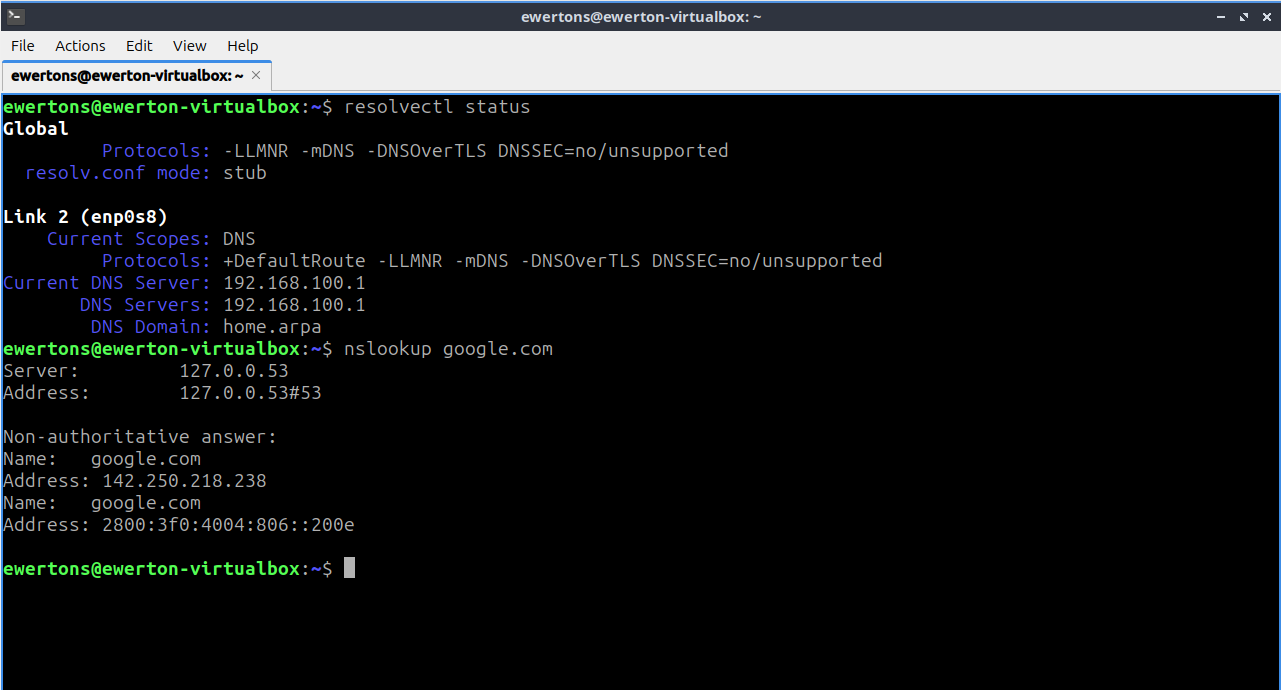 ewertons@ewerton-virtualbox: ~
File Actions Edit View Help
ewertons@ewerton-virtualbox: ~
ewertons@ewerton-virtualbox:~$ resolvectl status
Global
Protocols: -LLMNR -mDNS -DNSOverTLS DNSSEC=no/unsupported
resolv.conf mode: stub
Link 2 (enp0s8)
Current Scopes: DNS
Protocols: +DefaultRoute -LLMNR -mDNS -DNSOverTLS DNSSEC=no/unsupported
Current DNS Server: 192.168.100.1
DNS Servers: 192.168.100.1
DNS Domain: home.arpa
ewertons@ewerton-virtualbox:~$ nslookup google.com
Server: 127.0.0.53
Address: 127.0.0.53#53
Non-authoritative answer:
Name: google.com
Address: 142.250.218.238
Name: google.com
Address: 2800:3f0:4004:806::200e
ewertons@ewerton-virtualbox:~$